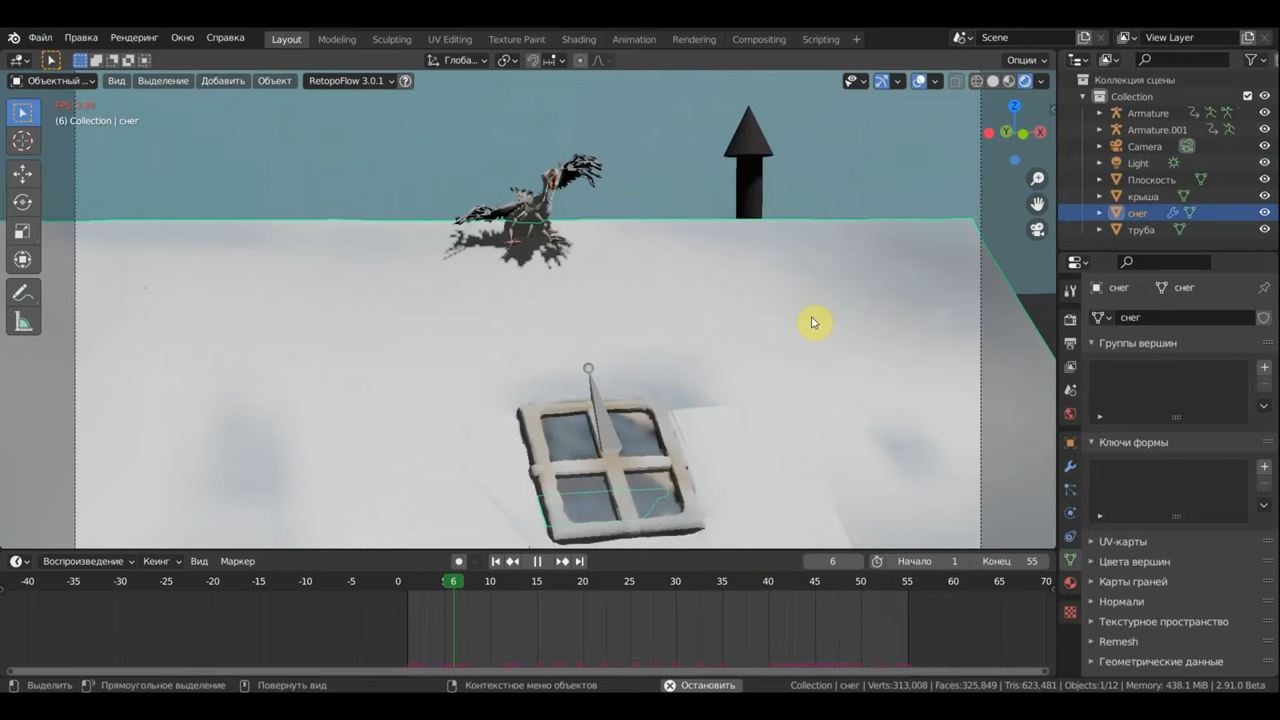 Файл Правка Рендеринг Окно Справка Layout Modeling Sculpting UV Editing Texture Paint Shading Animation Rendering Compositing Scripting + Scene View Layer
Глоба... Опции
Объектный... Вид Выделение Добавить Объект RetopoFlow 3.0.1
(6) Collection | снег
Z
Y X
Коллекция сцены
Collection
Armature
Armature.001
Camera
Light
Плоскость
крыша
снег
труба
снег снег
снег
Группы вершин
Ключи формы
UV-карты
Цвета вершин
Карты граней
Нормали
Текстурное пространство
Remesh
Геометрические данные
Воспроизведение Кеинг Вид Маркер 6 Начало 1 Конец 55
-40 -35 -30 -25 -20 -15 -10 -5 0 6 10 15 20 25 30 35 40 45 50 55 60 65 70
Выделить Прямоугольное выделение Повернуть вид Контекстное меню объектов Остановить Collection | снег | Verts:313,008 | Faces:325,849 | Tris:623,481 | Objects:1/12 | Memory: 438.1 MiB | 2.91.0 Beta